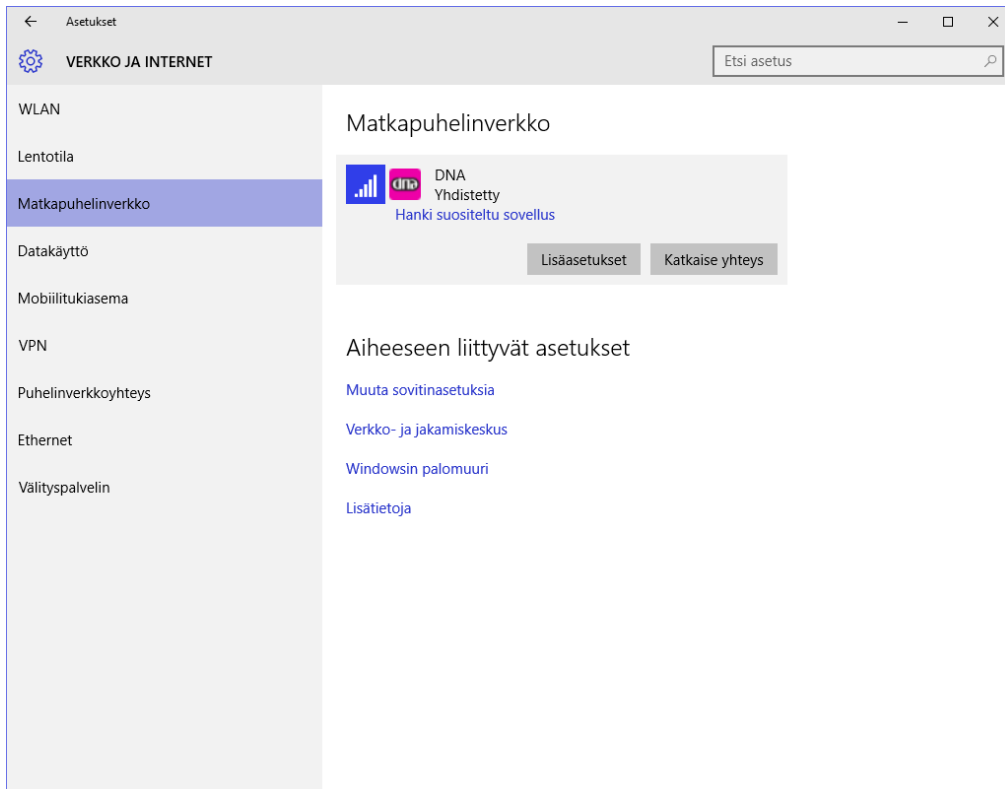 Asetukset
VERKKO JA INTERNET
Etsi asetus
WLAN
Lentotila
Matkapuhelinverkko
Datakäyttö
Mobiilitukiasema
VPN
Puhelinverkkoyhteys
Ethernet
Välityspalvelin
Matkapuhelinverkko
dna
DNA
Yhdistetty
Hanki suositeltu sovellus
Lisäasetukset
Katkaise yhteys
Aiheeseen liittyvät asetukset
Muuta sovitinasetuksia
Verkko- ja jakamiskeskus
Windowsin palomuuri
Lisätietoja